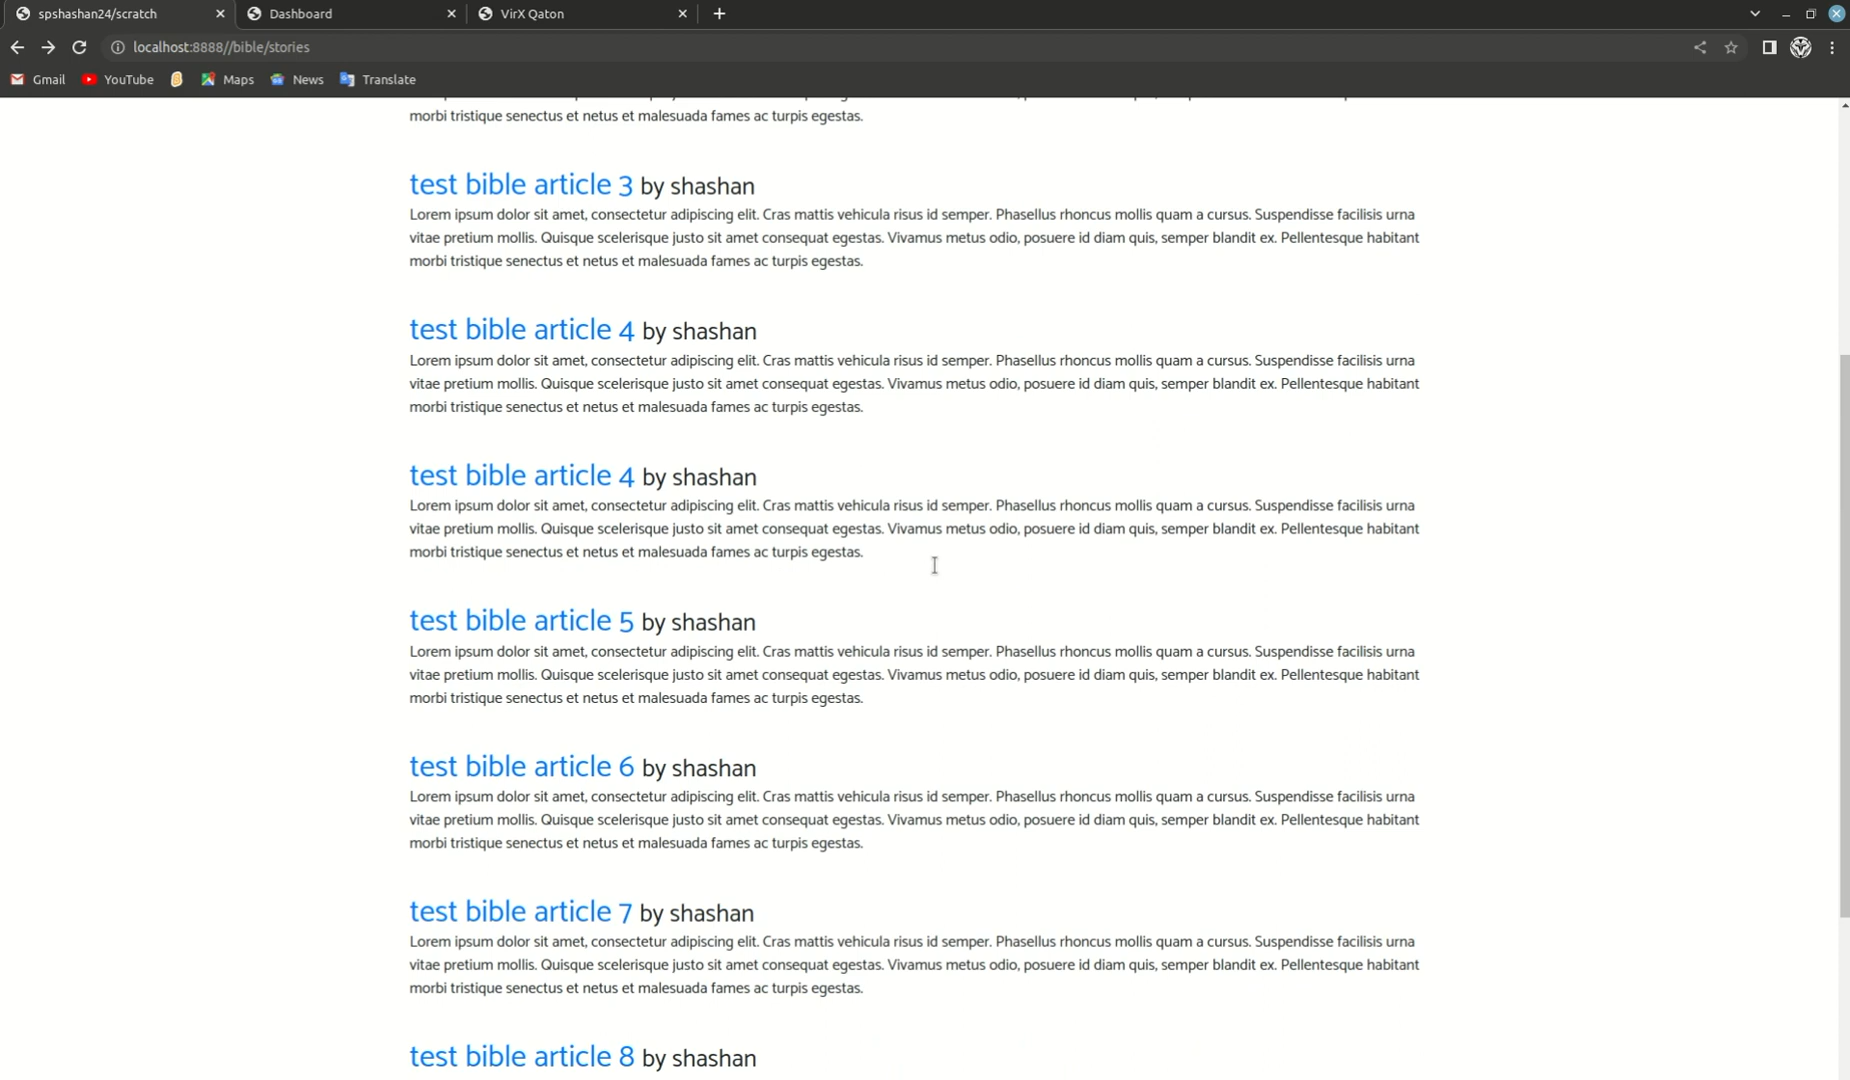 spshashan24/scratch
Dashboard
VirX Qaton
localhost:8888//bible/stories
Gmail
YouTube
Maps
News
Translate
morbi tristique senectus et netus et malesuada fames ac turpis egestas.
test bible article 3 by shashan
Lorem ipsum dolor sit amet, consectetur adipiscing elit. Cras mattis vehicula risus id semper. Phasellus rhoncus mollis quam a cursus. Suspendisse facilisis urna
vitae pretium mollis. Quisque scelerisque justo sit amet consequat egestas. Vivamus metus odio, posuere id diam quis, semper blandit ex. Pellentesque habitant
morbi tristique senectus et netus et malesuada fames ac turpis egestas.
test bible article 4 by shashan
Lorem ipsum dolor sit amet, consectetur adipiscing elit. Cras mattis vehicula risus id semper. Phasellus rhoncus mollis quam a cursus. Suspendisse facilisis urna
vitae pretium mollis. Quisque scelerisque justo sit amet consequat egestas. Vivamus metus odio, posuere id diam quis, semper blandit ex. Pellentesque habitant
morbi tristique senectus et netus et malesuada fames ac turpis egestas.
test bible article 4 by shashan
Lorem ipsum dolor sit amet, consectetur adipiscing elit. Cras mattis vehicula risus id semper. Phasellus rhoncus mollis quam a cursus. Suspendisse facilisis urna
vitae pretium mollis. Quisque scelerisque justo sit amet consequat egestas. Vivamus metus odio, posuere id diam quis, semper blandit ex. Pellentesque habitant
morbi tristique senectus et netus et malesuada fames ac turpis egestas.
test bible article 5 by shashan
Lorem ipsum dolor sit amet, consectetur adipiscing elit. Cras mattis vehicula risus id semper. Phasellus rhoncus mollis quam a cursus. Suspendisse facilisis urna
vitae pretium mollis. Quisque scelerisque justo sit amet consequat egestas. Vivamus metus odio, posuere id diam quis, semper blandit ex. Pellentesque habitant
morbi tristique senectus et netus et malesuada fames ac turpis egestas.
test bible article 6 by shashan
Lorem ipsum dolor sit amet, consectetur adipiscing elit. Cras mattis vehicula risus id semper. Phasellus rhoncus mollis quam a cursus. Suspendisse facilisis urna
vitae pretium mollis. Quisque scelerisque justo sit amet consequat egestas. Vivamus metus odio, posuere id diam quis, semper blandit ex. Pellentesque habitant
morbi tristique senectus et netus et malesuada fames ac turpis egestas.
test bible article 7 by shashan
Lorem ipsum dolor sit amet, consectetur adipiscing elit. Cras mattis vehicula risus id semper. Phasellus rhoncus mollis quam a cursus. Suspendisse facilisis urna
vitae pretium mollis. Quisque scelerisque justo sit amet consequat egestas. Vivamus metus odio, posuere id diam quis, semper blandit ex. Pellentesque habitant
morbi tristique senectus et netus et malesuada fames ac turpis egestas.
test bible article 8 by shashan